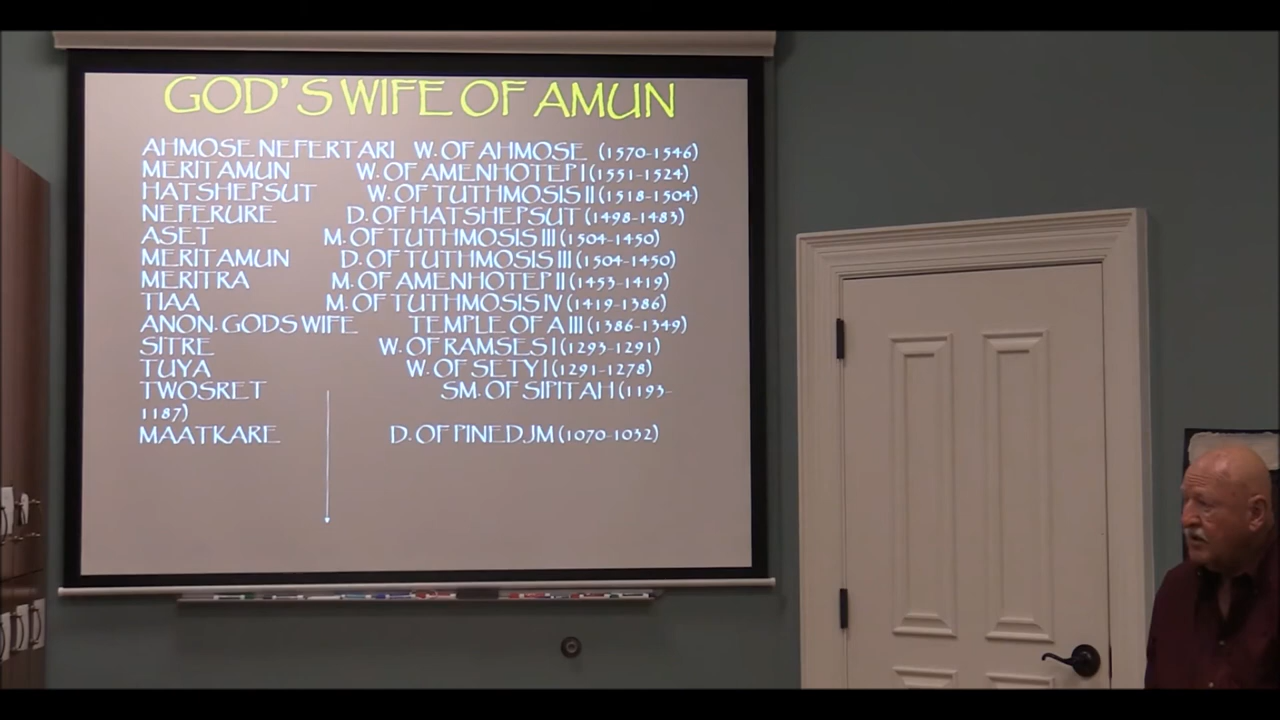 GOD'S WIFE OF AMUN
AHMOSE NEFERTARI W. OF AHMOSE (1570-1546)
MERITAMUN W. OF AMENHOTEP I (1551-1524)
HATSHEPSUT W. OF TUTHMOSIS II (1518-1504)
NEFERURE D. OF HATSHEPSUT (1498-1483)
ASET M. OF TUTHMOSIS III (1504-1450)
MERITAMUN D. OF TUTHMOSIS III (1504-1450)
MERITRA M. OF AMENHOTEP II (1453-1419)
TIAA M. OF TUTHMOSIS IV (1419-1386)
ANON. GODS WIFE TEMPLE OF A III (1386-1349)
SITRE W. OF RAMSES I (1293-1291)
TUYA W. OF SETY I (1291-1278)
TWOSRET SM. OF SIPITAH (1193-
1187)
MAATKARE D. OF PINEDJM (1070-1032)